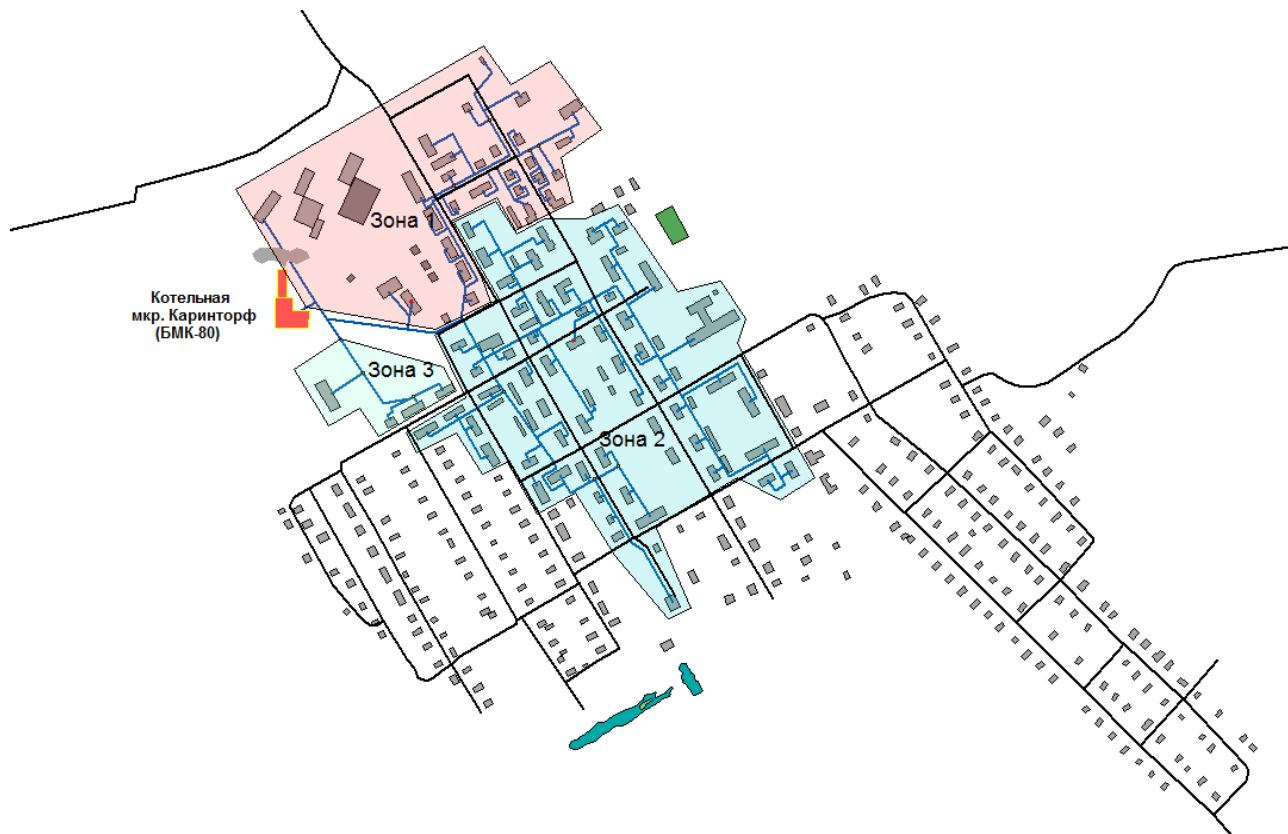 Зона 1
Котельная
мкр. Каринторф
(БМК-80)
Зона 3
Зона 2